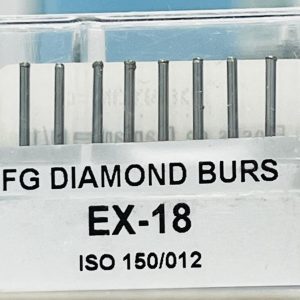 FG DIAMOND BURS
EX-18
ISO 150/012